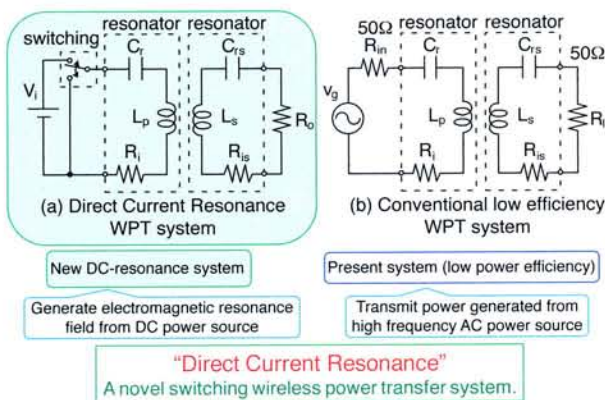 resonator resonator
switching
Cr
Crs
Vi
Lp
Ls
Ro
Ri
Ris
(a) Direct Current Resonance
WPT system
resonator resonator
50Ω
Rin
Cr
Crs
50Ω
vg
Lp
Ls
Ri
Ris
(b) Conventional low efficiency
WPT system
New DC-resonance system
Present system (low power efficiency)
Generate electromagnetic resonance
field from DC power source
Transmit power generated from
high frequency AC power source
"Direct Current Resonance"
A novel switching wireless power transfer system.